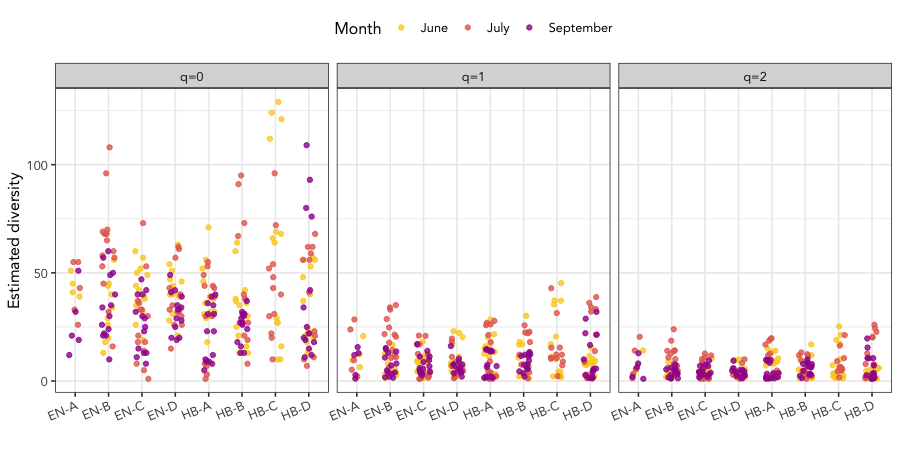 Month June July September
q=0 q=1 q=2
Estimated diversity
100
50
0
EN-A EN-B EN-C EN-D HB-A HB-B HB-C HB-D EN-A EN-B EN-C EN-D HB-A HB-B HB-C HB-D EN-A EN-B EN-C EN-D HB-A HB-B HB-C HB-D